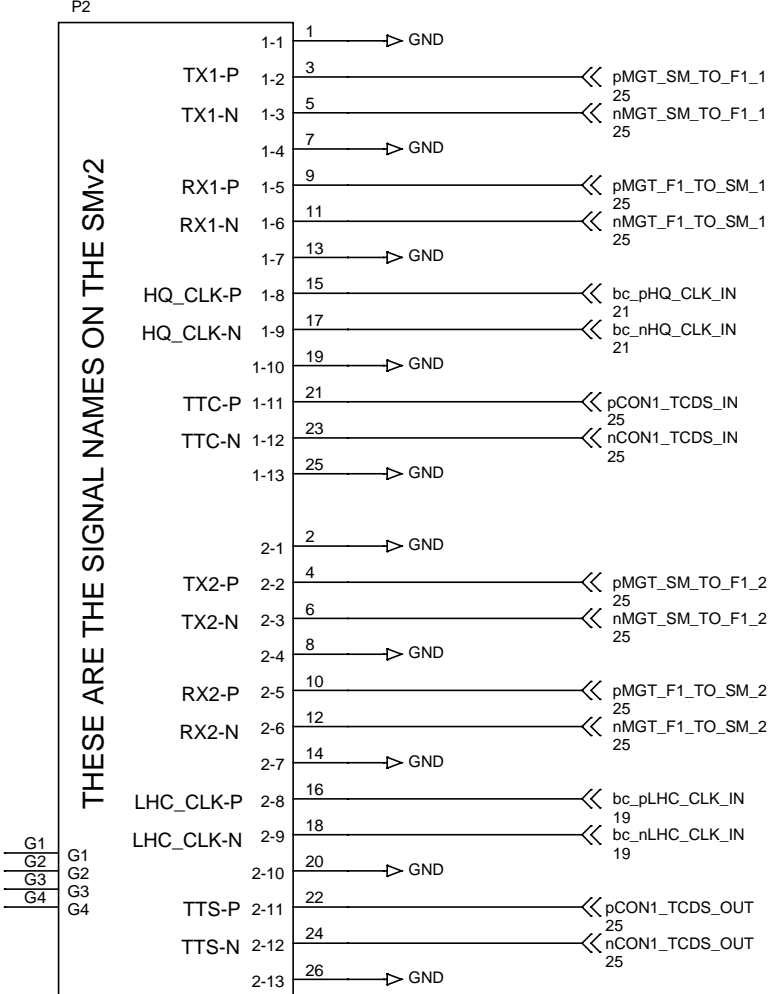 P2
THESE ARE THE SIGNAL NAMES ON THE SMv2
1-1 1 GND
TX1-P 1-2 3 pMGT_SM_TO_F1_1
25
TX1-N 1-3 5 nMGT_SM_TO_F1_1
25
1-4 7 GND
RX1-P 1-5 9 pMGT_F1_TO_SM_1
25
RX1-N 1-6 11 nMGT_F1_TO_SM_1
25
1-7 13 GND
HQ_CLK-P 1-8 15 bc_pHQ_CLK_IN
21
HQ_CLK-N 1-9 17 bc_nHQ_CLK_IN
21
1-10 19 GND
TTC-P 1-11 21 pCON1_TCDS_IN
25
TTC-N 1-12 23 nCON1_TCDS_IN
25
1-13 25 GND
2-1 2 GND
TX2-P 2-2 4 pMGT_SM_TO_F1_2
25
TX2-N 2-3 6 nMGT_SM_TO_F1_2
25
2-4 8 GND
RX2-P 2-5 10 pMGT_F1_TO_SM_2
25
RX2-N 2-6 12 nMGT_F1_TO_SM_2
25
2-7 14 GND
LHC_CLK-P 2-8 16 bc_pLHC_CLK_IN
19
LHC_CLK-N 2-9 18 bc_nLHC_CLK_IN
19
G1 G1
G2 G2
G3 G3
G4 G4
2-10 20 GND
TTS-P 2-11 22 pCON1_TCDS_OUT
25
TTS-N 2-12 24 nCON1_TCDS_OUT
25
2-13 26 GND